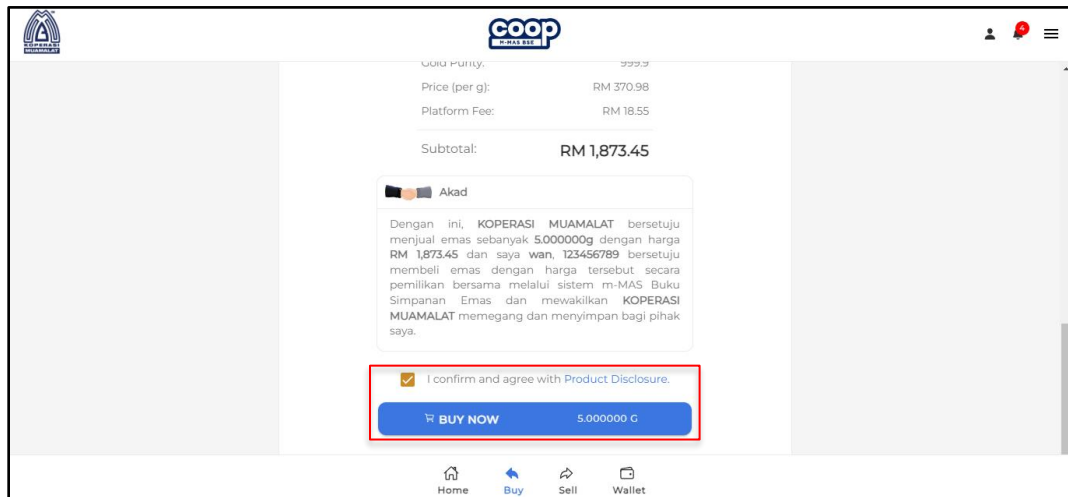 KOPERASI
MUAMALAT
coop
M-MAS BSE
4
Gold Purity: 999.9
Price (per g): RM 370.98
Platform Fee: RM 18.55
Subtotal: RM 1,873.45
Akad
Dengan ini, KOPERASI MUAMALAT bersetuju
menjual emas sebanyak 5.000000g dengan harga
RM 1,873.45 dan saya wan, 123456789 bersetuju
membeli emas dengan harga tersebut secara
pemilikan bersama melalui sistem m-MAS Buku
Simpanan Emas dan mewakilkan KOPERASI
MUAMALAT memegang dan menyimpan bagi pihak
saya.
I confirm and agree with Product Disclosure.
BUY NOW 5.000000 G
Home Buy Sell Wallet